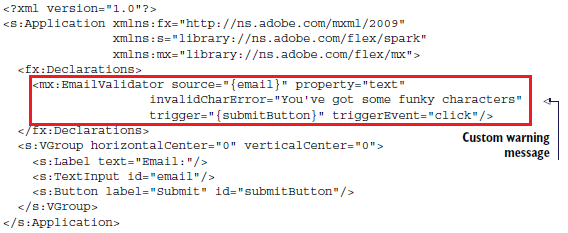 <?xml version="1.0"?>
<s:Application xmlns:fx="http://ns.adobe.com/mxml/2009"
xmlns:s="library://ns.adobe.com/flex/spark"
xmlns:mx="library://ns.adobe.com/flex/mx">
<fx:Declarations>
<mx:EmailValidator source="{email}" property="text"
invalidCharError="You've got some funky characters"
trigger="{submitButton}" triggerEvent="click"/>
</fx:Declarations>
Custom warning
message
<s:VGroup horizontalCenter="0" verticalCenter="0">
<s:Label text="Email:"/>
<s:TextInput id="email"/>
<s:Button label="Submit" id="submitButton"/>
</s:VGroup>
</s:Application>